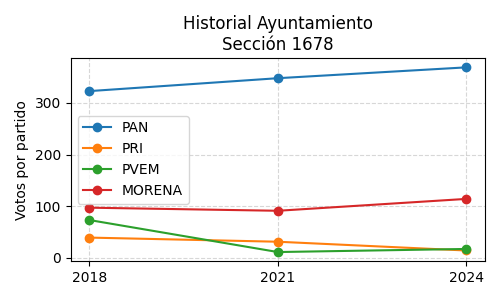 Historial Ayuntamiento
Sección 1678
Votos por partido
300
200
100
0
PAN
PRI
PVEM
MORENA
2018
2021
2024